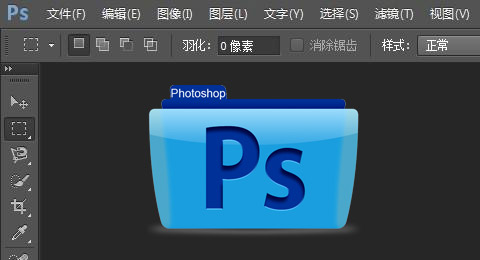 Ps 文件(F) 编辑(E) 图像(I) 图层(L) 文字(Y) 选择(S) 滤镜(T) 视图(V)
羽化: 0 像素 消除锯齿 样式: 正常
Photoshop
Ps